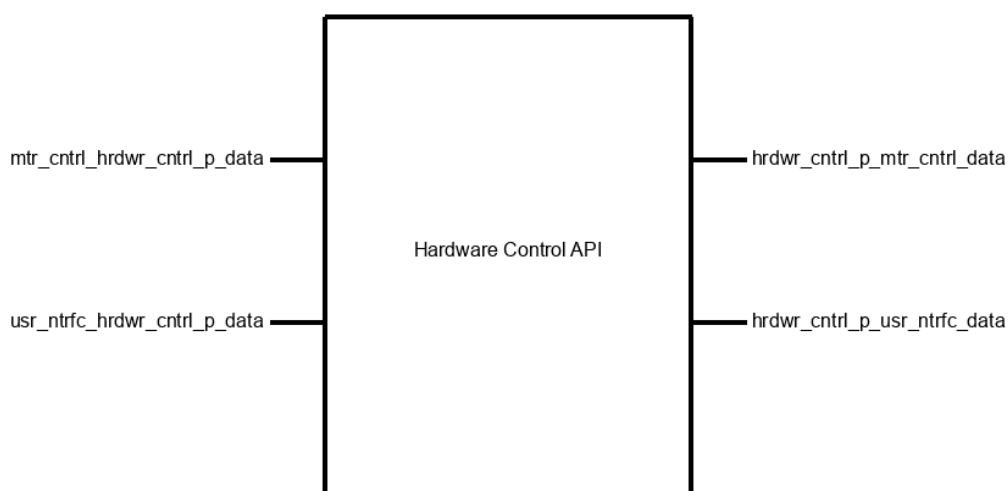 mtr_cntrl_hrdwr_cntrl_p_data
hrdwr_cntrl_p_mtr_cntrl_data
Hardware Control API
usr_ntrfc_hrdwr_cntrl_p_data
hrdwr_cntrl_p_usr_ntrfc_data